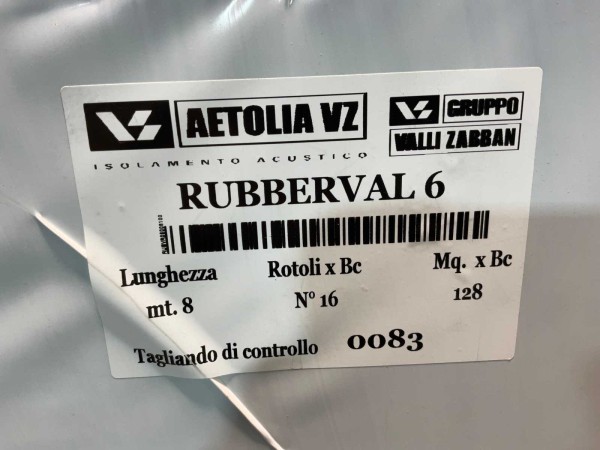 AETOLIA VZ
ISOLAMENTO ACUSTICO
GRUPPO
VALLI ZABBAN
RUBBERVAL 6
Lunghezza Rotoli x Bc Mq. x Bc
mt. 8 N° 16 128
Tagliando di controllo 0083